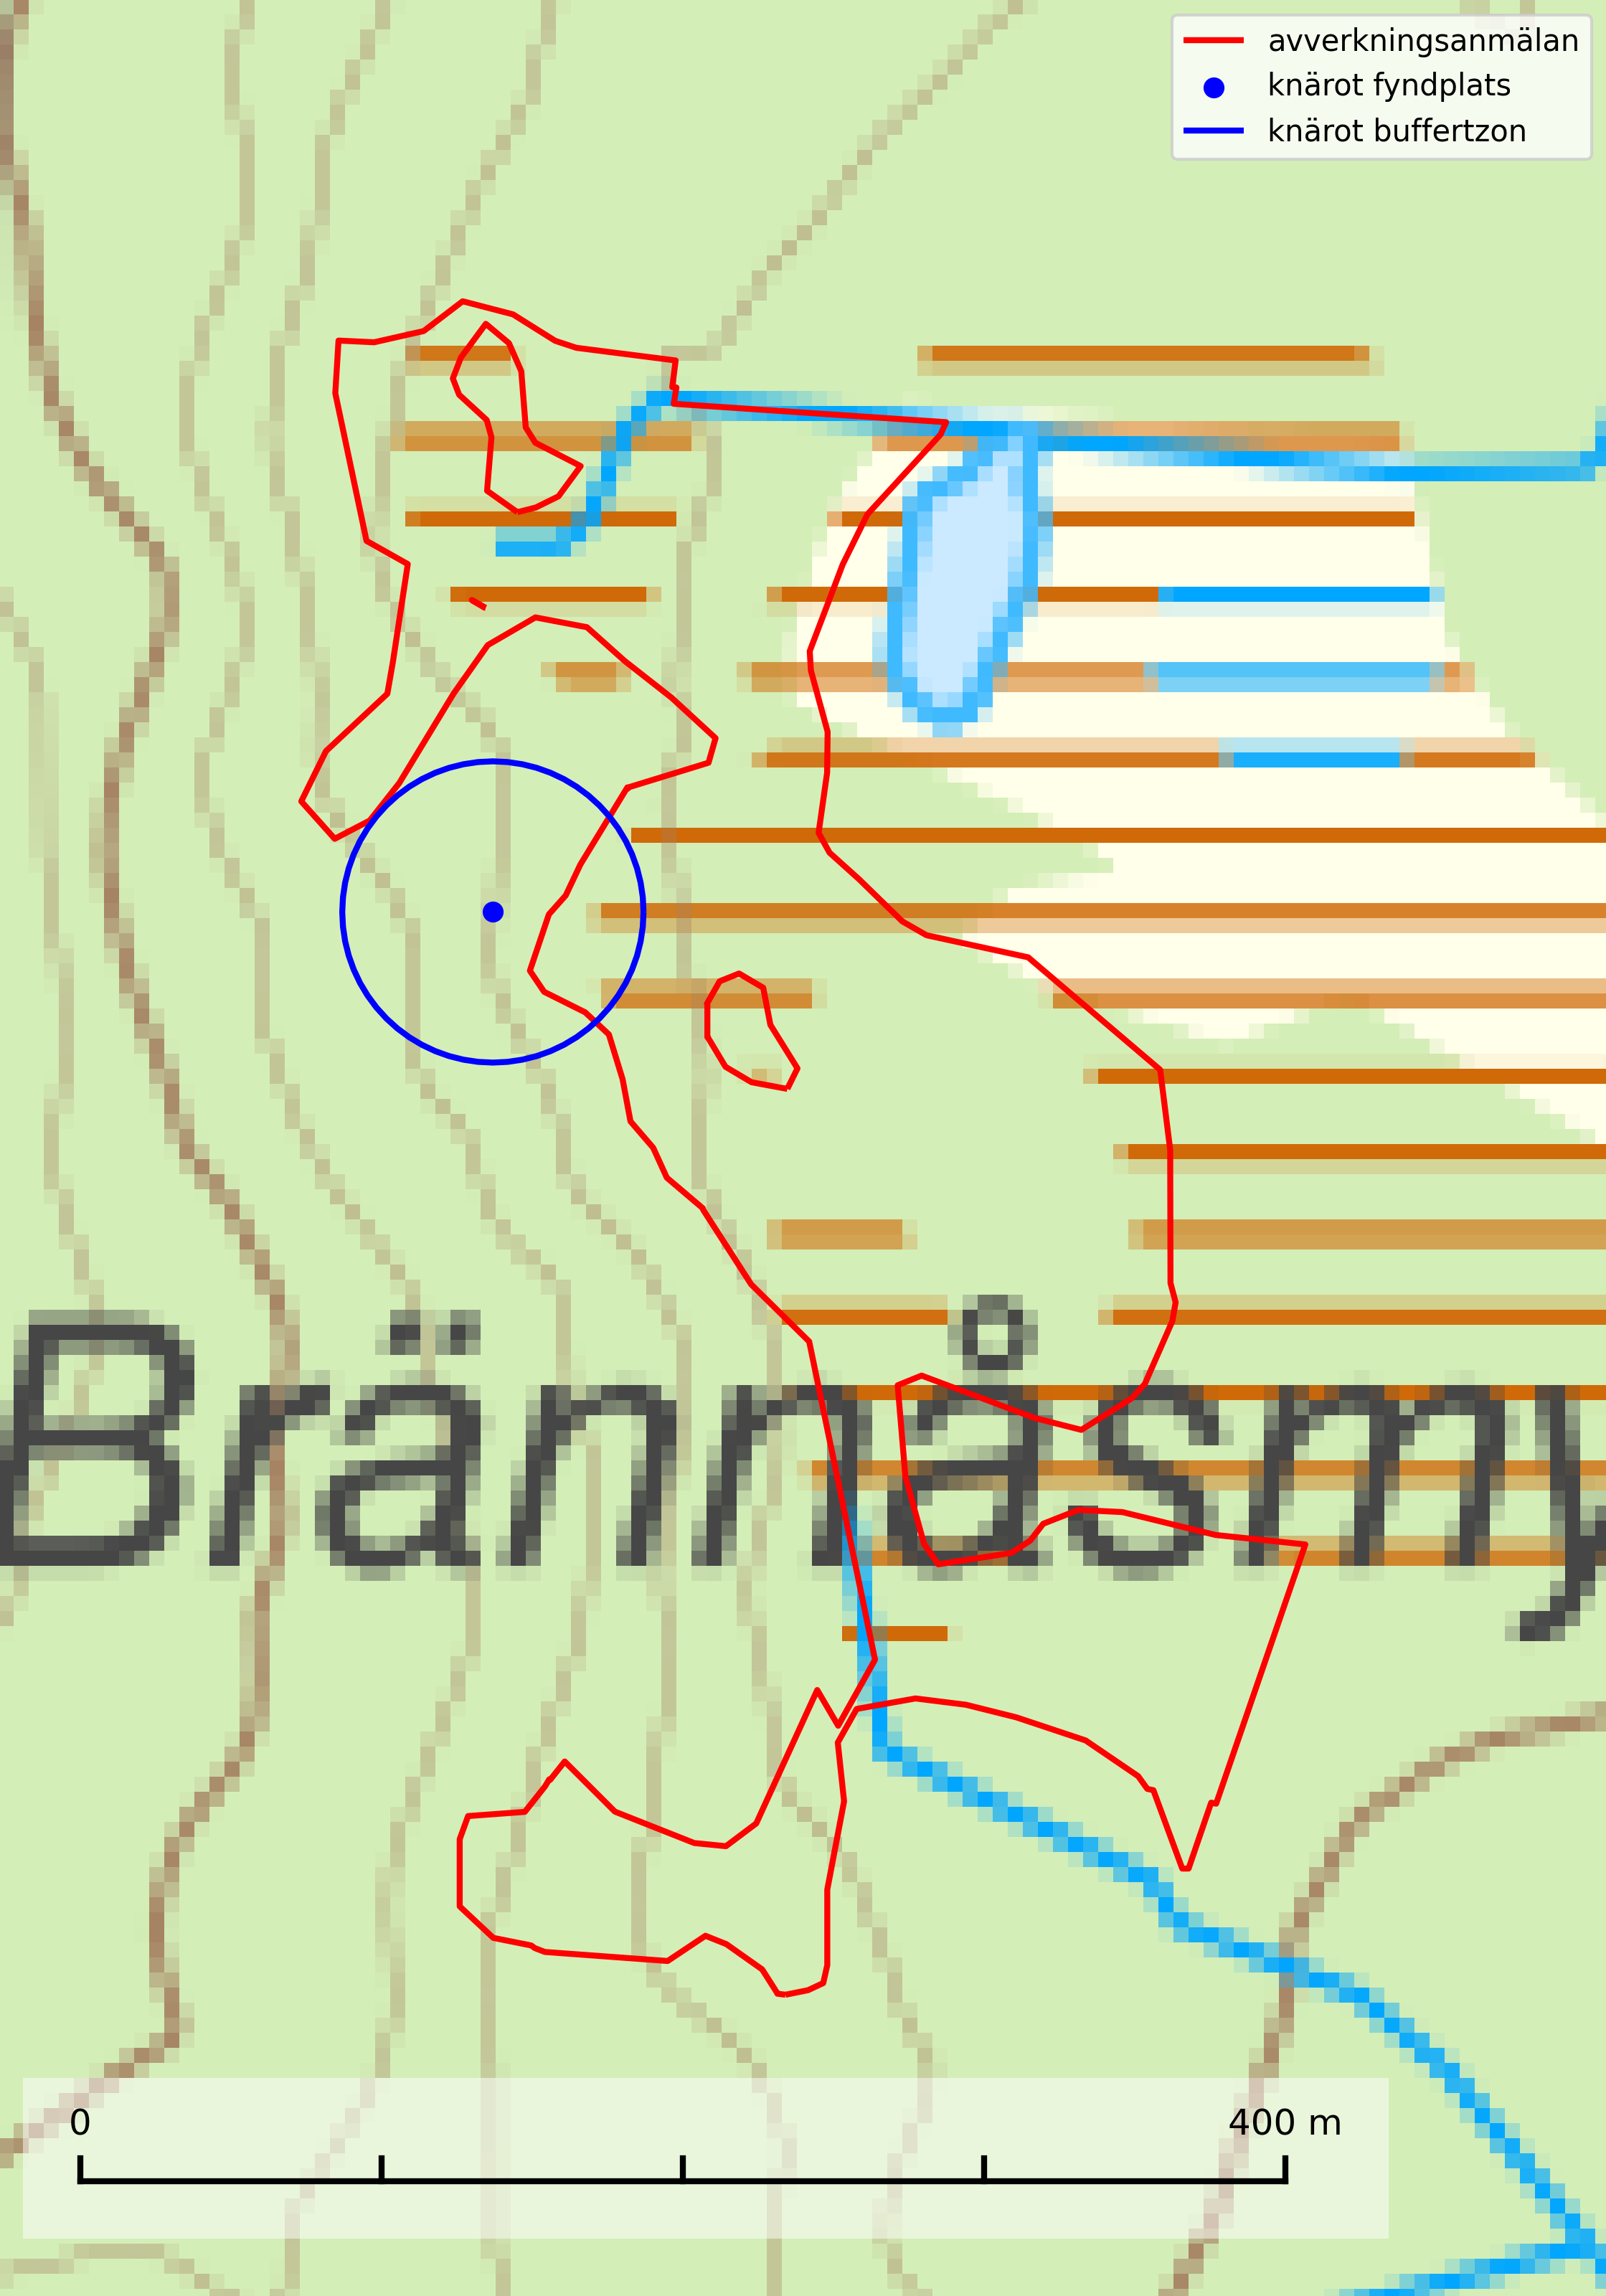 avverkningsanmälan
knärot fyndplats
knärot buffertzon
Brännåsmy
0
400 m